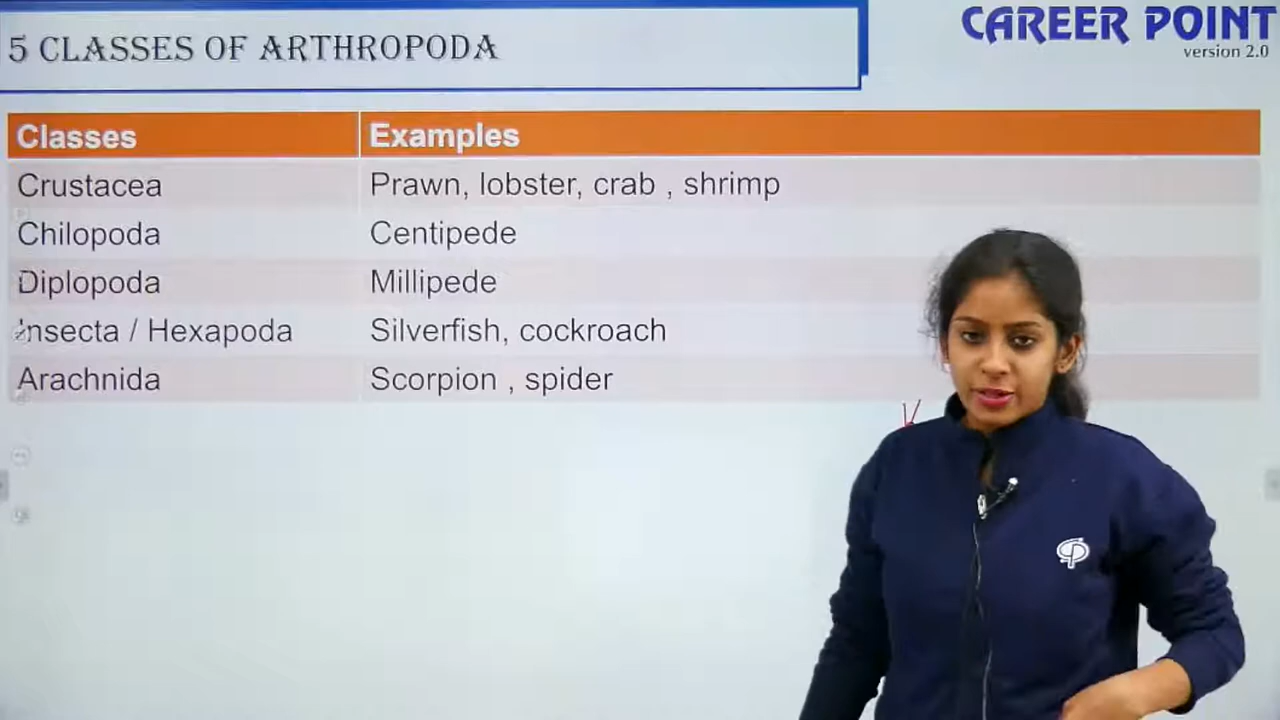 5 CLASSES OF ARTHROPODA
CAREER POINT
version 2.0
Classes Examples
Crustacea Prawn, lobster, crab , shrimp
Chilopoda Centipede
Diplopoda Millipede
Insecta / Hexapoda Silverfish, cockroach
Arachnida Scorpion , spider